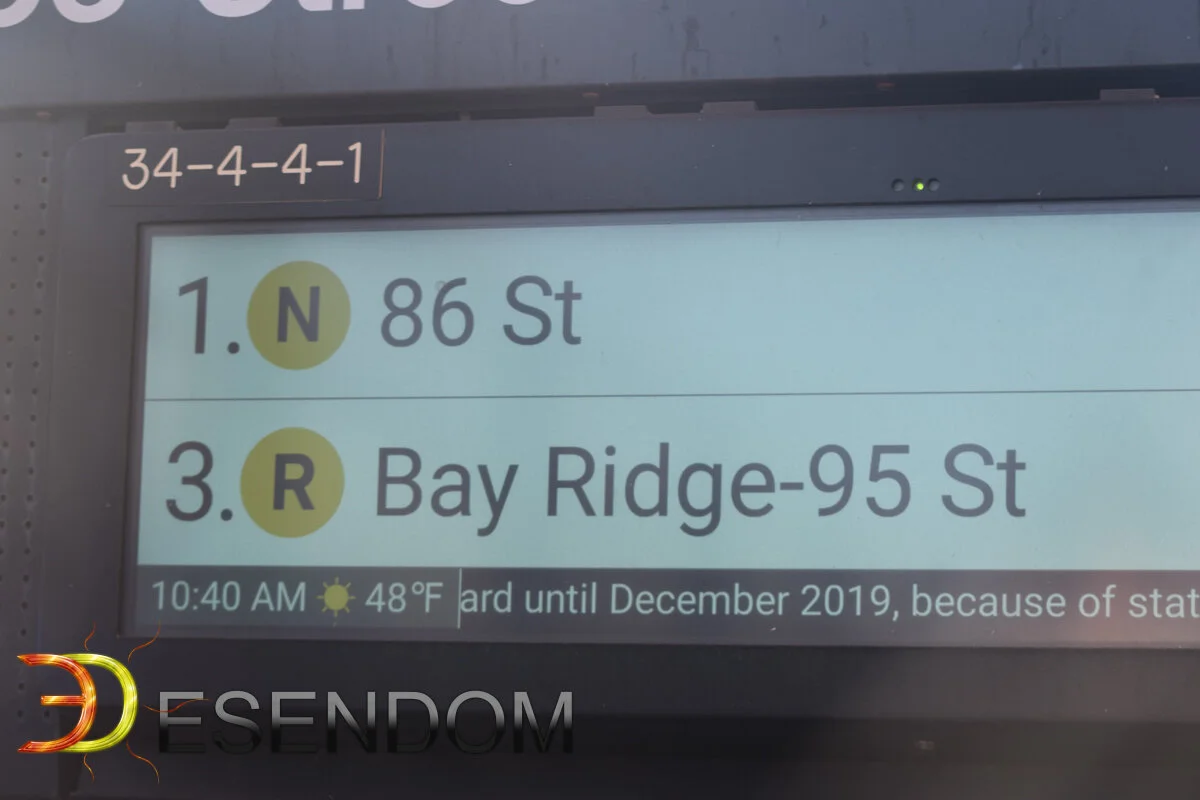 34-4-4-1
1. N 86 St
3. R Bay Ridge-95 St
10:40 AM 48°F ard until December 2019, because of stat
ESENDOM